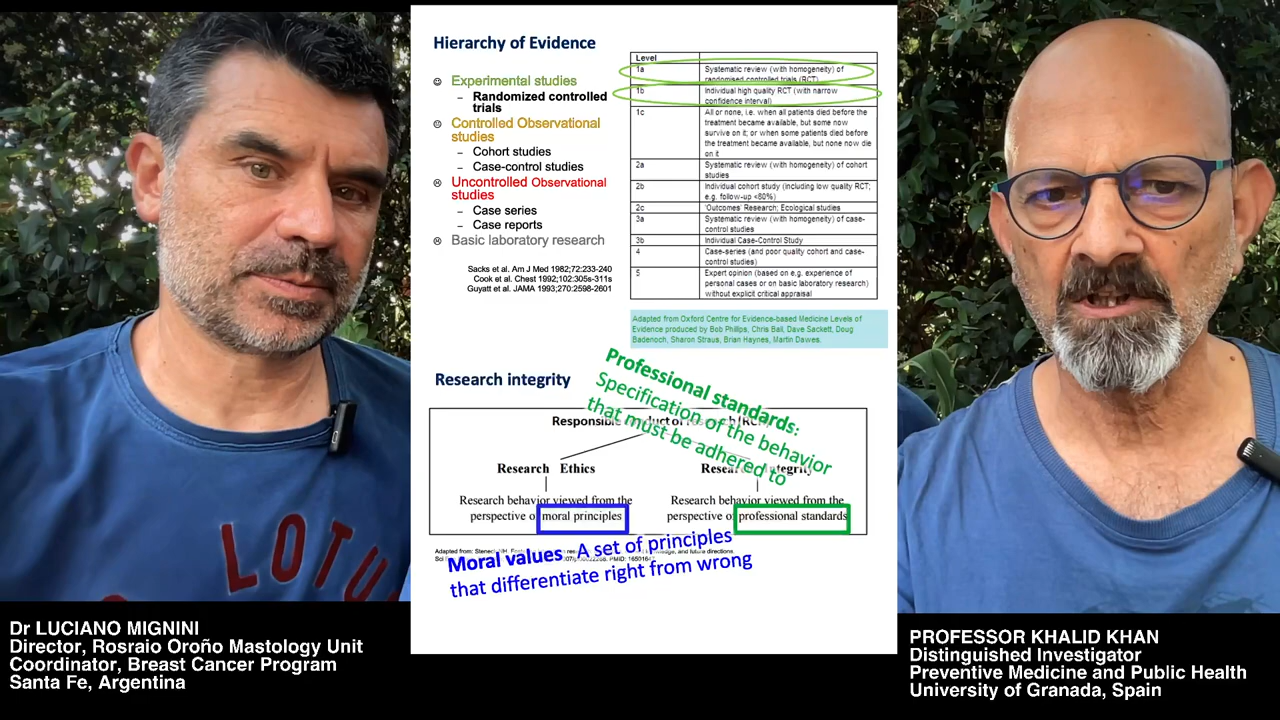 Hierarchy of Evidence
Experimental studies
– Randomized controlled
trials
Controlled Observational
studies
– Cohort studies
– Case-control studies
Uncontrolled Observational
studies
– Case series
– Case reports
Basic laboratory research
Sacks et al. Am J Med 1982;72:233-240
Cook et al. Chest 1992;102:305s-311s
Guyatt et al. JAMA 1993;270:2598-2601
Level
1a Systematic review (with homogeneity) of
randomised controlled trials (RCT)
1b Individual high quality RCT (with narrow
confidence interval)
1c All or none, i.e. when all patients died before the
treatment became available, but some now
survive on it; or when some patients died before
the treatment became available, but none now die
on it
2a Systematic review (with homogeneity) of cohort
studies
2b Individual cohort study (including low quality RCT;
e.g. follow-up <80%)
2c 'Outcomes' Research; Ecological studies
3a Systematic review (with homogeneity) of case-
control studies
3b Individual Case-Control Study
4 Case-series (and poor quality cohort and case-
control studies)
5 Expert opinion (based on e.g. experience of
personal cases or on basic laboratory research)
without explicit critical appraisal
Adapted from Oxford Centre for Evidence-based Medicine Levels of
Evidence produced by Bob Phillips, Chris Ball, Dave Sackett, Doug
Badenoch, Sharon Straus, Brian Haynes, Martin Dawes.
Research integrity
Professional standards:
Specification of the behavior
that must be adhered to
Research Ethics
Research behavior viewed from the
perspective of moral principles
Research behavior viewed from the
perspective of professional standards
Adapted from:
Moral values A set of principles
that differentiate right from wrong
LOTU
Dr LUCIANO MIGNINI
Director, Rosraio Oroño Mastology Unit
Coordinator, Breast Cancer Program
Santa Fe, Argentina
PROFESSOR KHALID KHAN
Distinguished Investigator
Preventive Medicine and Public Health
University of Granada, Spain